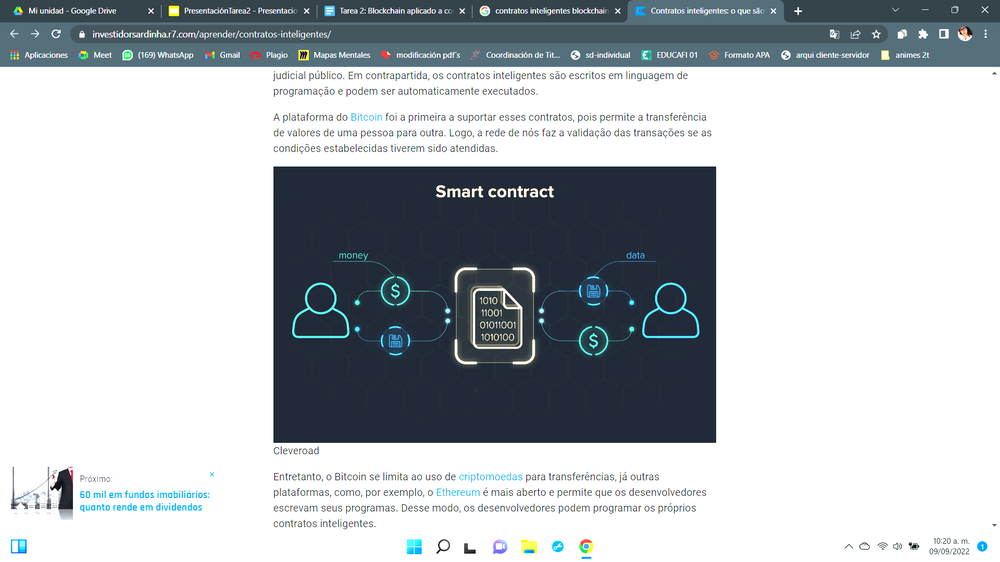 Mi unidad - Google Drive
PresentaciónTarea2 - Presentacio
Tarea 2: Blockchain aplicado a co
contratos inteligentes blockchain
Contratos inteligentes: o que são
investidorsardinha.r7.com/aprender/contratos-inteligentes/
Aplicaciones
Meet
(169) WhatsApp
Gmail
Plagio
Mapas Mentales
modificación pdf´s
Coordinación de Tit...
sd-individual
EDUCAFI 01
Formato APA
arqui cliente-servidor
animes 2t
judicial público. Em contrapartida, os contratos inteligentes são escritos em linguagem de
programação e podem ser automaticamente executados.
A plataforma do Bitcoin foi a primeira a suportar esses contratos, pois permite a transferência
de valores de uma pessoa para outra. Logo, a rede de nós faz a validação das transações se as
condições estabelecidas tiverem sido atendidas.
Smart contract
money
data
$
1010
11001
01011001
1010100
$
Cleveroad
Entretanto, o Bitcoin se limita ao uso de criptomoedas para transferências, já outras
plataformas, como, por exemplo, o Ethereum é mais aberto e permite que os desenvolvedores
escrevam seus programas. Desse modo, os desenvolvedores podem programar os próprios
contratos inteligentes.
Próximo:
60 mil em fundos imobiliários:
quanto rende em dividendos
10:20 a. m.
09/09/2022
1